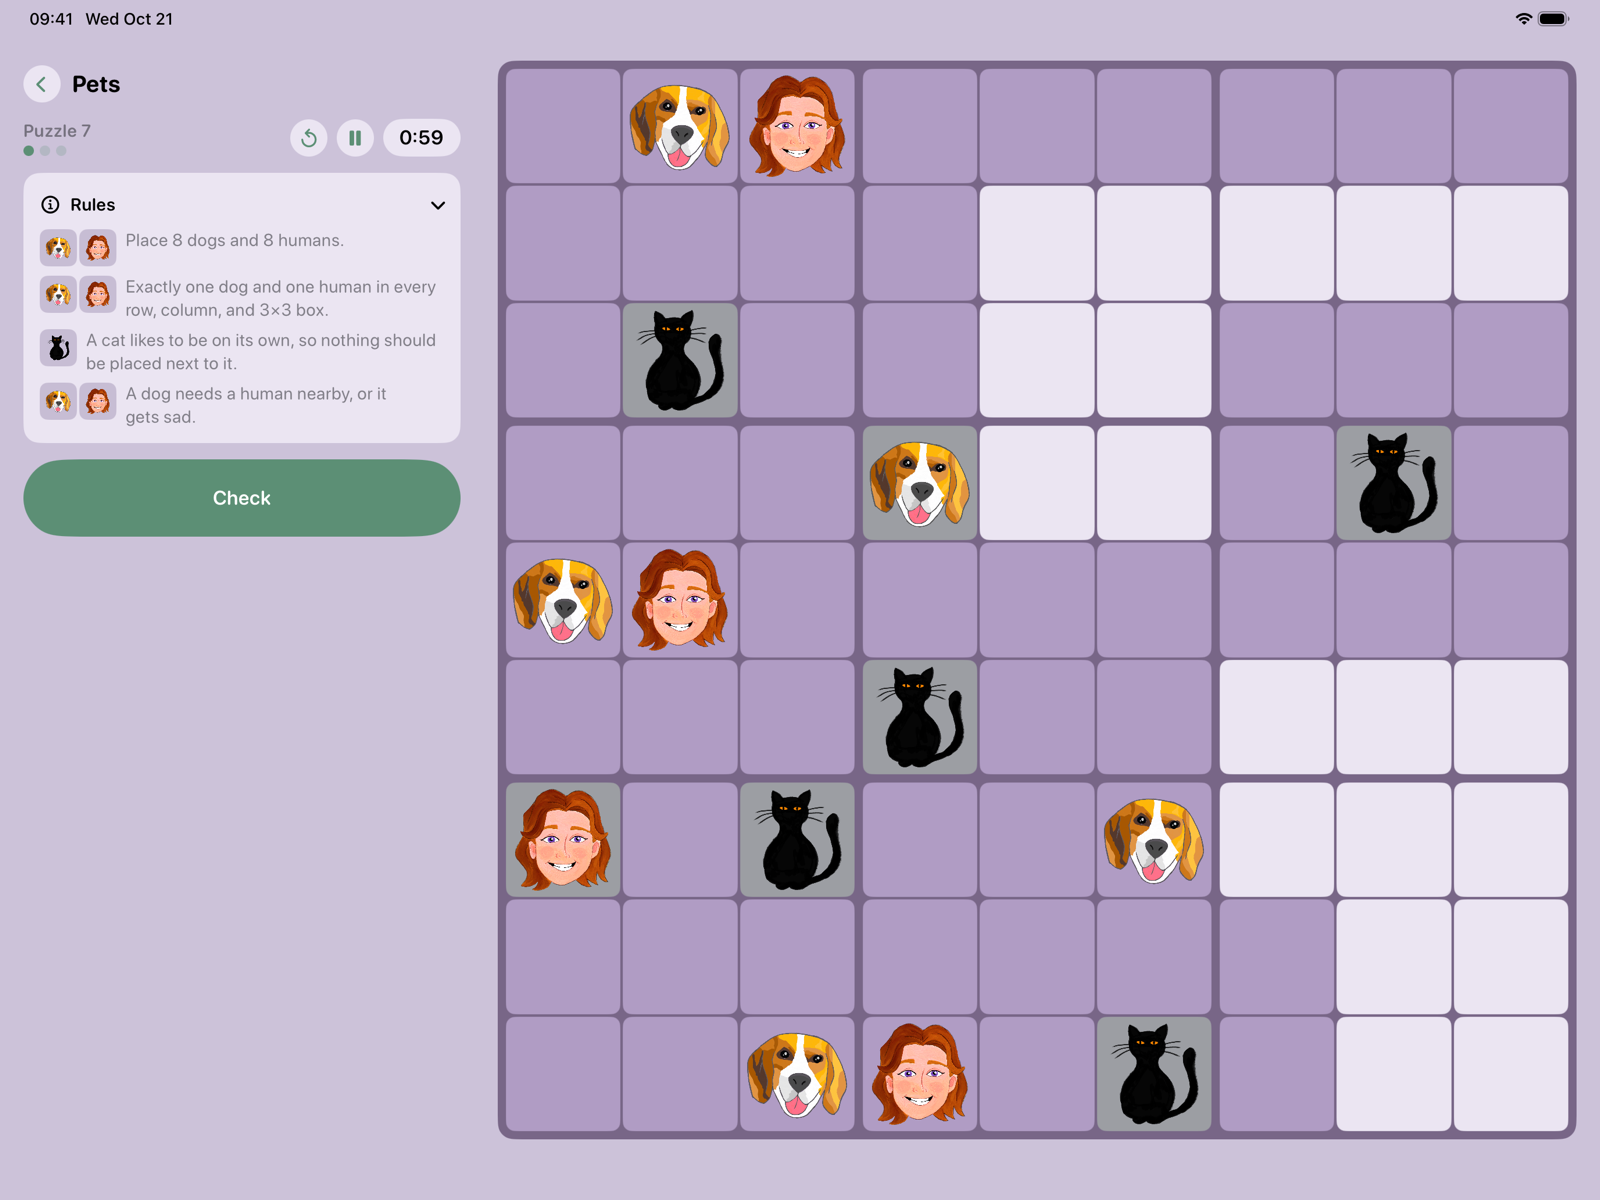 09:41 Wed Oct 21
Pets
Puzzle 7
0:59
Rules
Place 8 dogs and 8 humans.
Exactly one dog and one human in every
row, column, and 3×3 box.
A cat likes to be on its own, so nothing should
be placed next to it.
A dog needs a human nearby, or it
gets sad.
Check